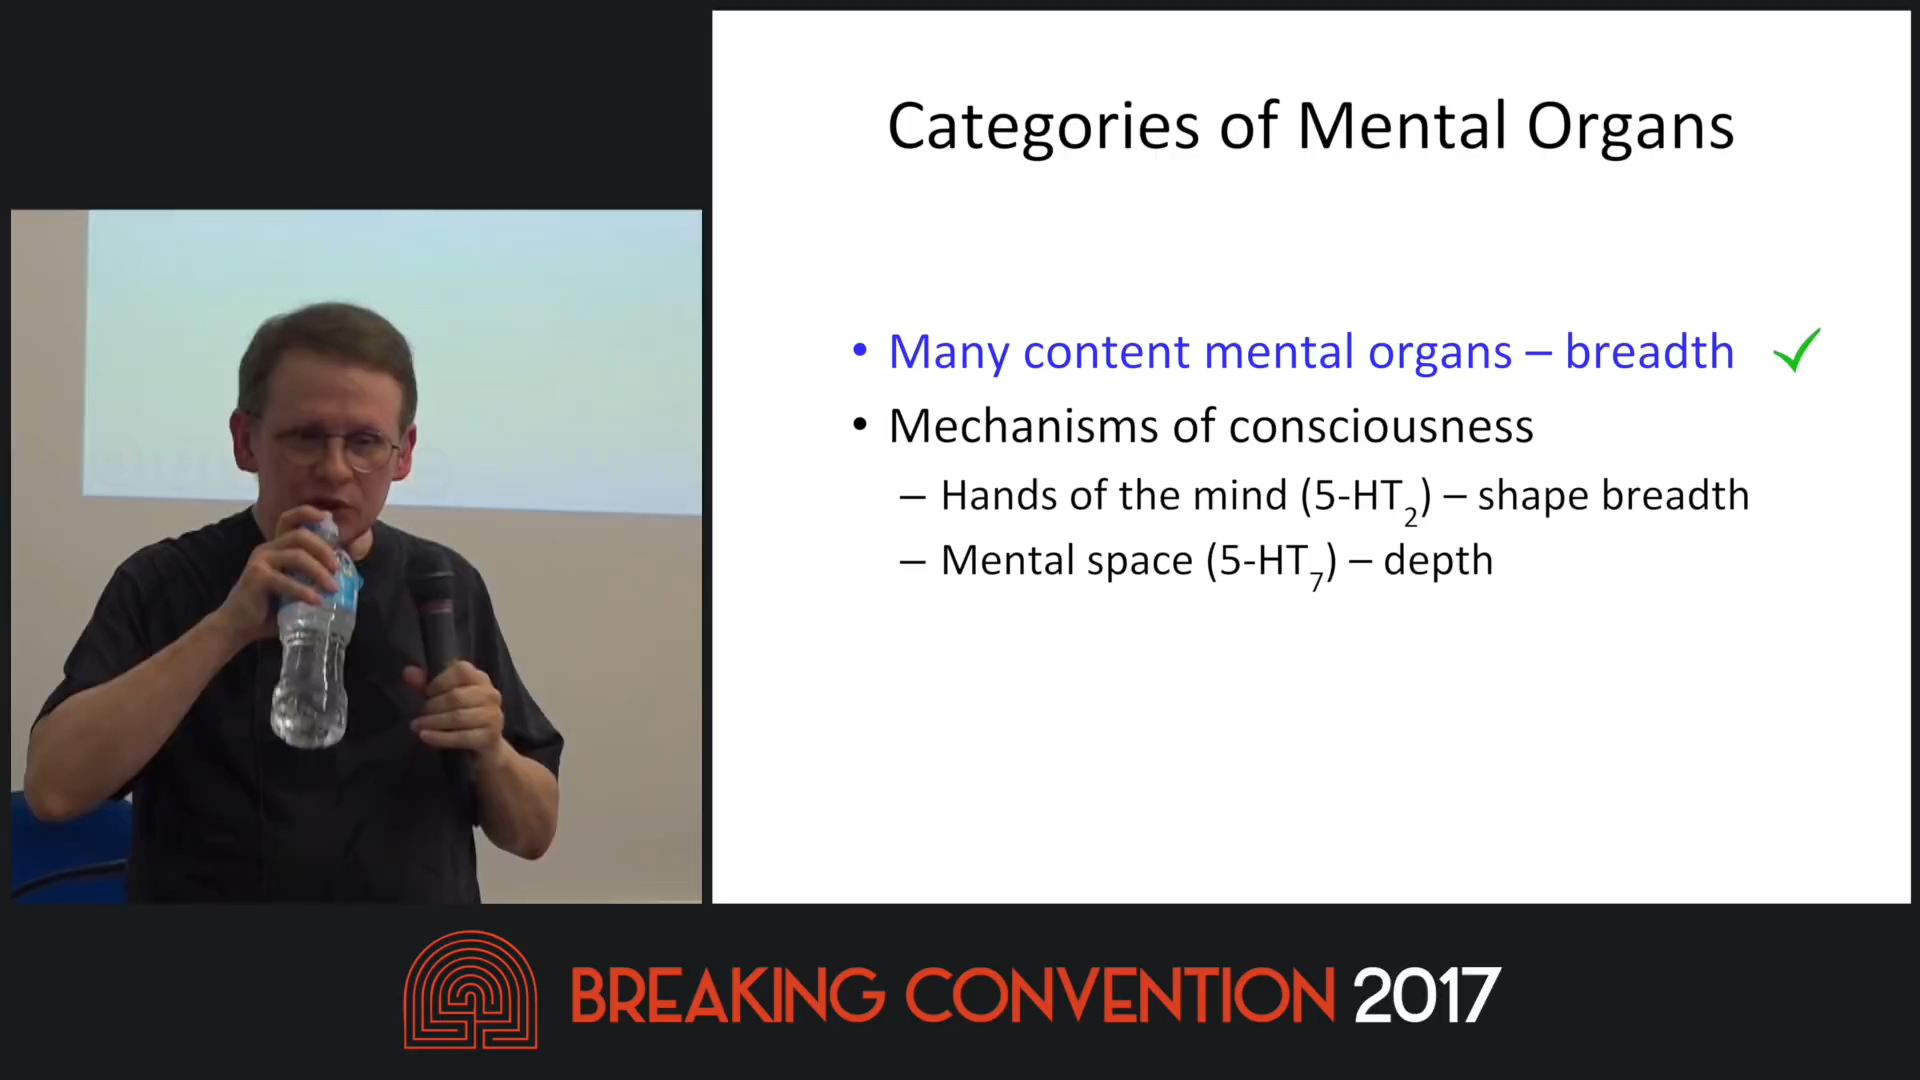 Categories of Mental Organs
• Many content mental organs – breadth ✓
• Mechanisms of consciousness
– Hands of the mind (5-HT₂) – shape breadth
– Mental space (5-HT₇) – depth
BREAKING CONVENTION 2017